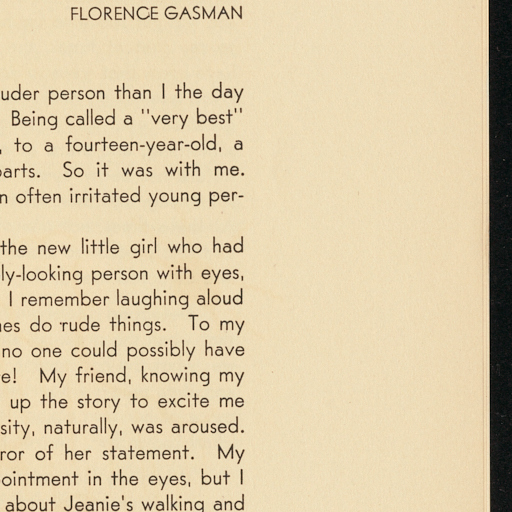 FLORENCE GASMAN
uder person than I the day
Being called a "very best"
, to a fourteen-year-old, a
parts. So it was with me.
n often irritated young per-
the new little girl who had
ly-looking person with eyes,
I remember laughing aloud
nes do rude things. To my
no one could possibly have
e! My friend, knowing my
up the story to excite me
sity, naturally, was aroused.
ror of her statement. My
ointment in the eyes, but I
about Jeanie's walking and